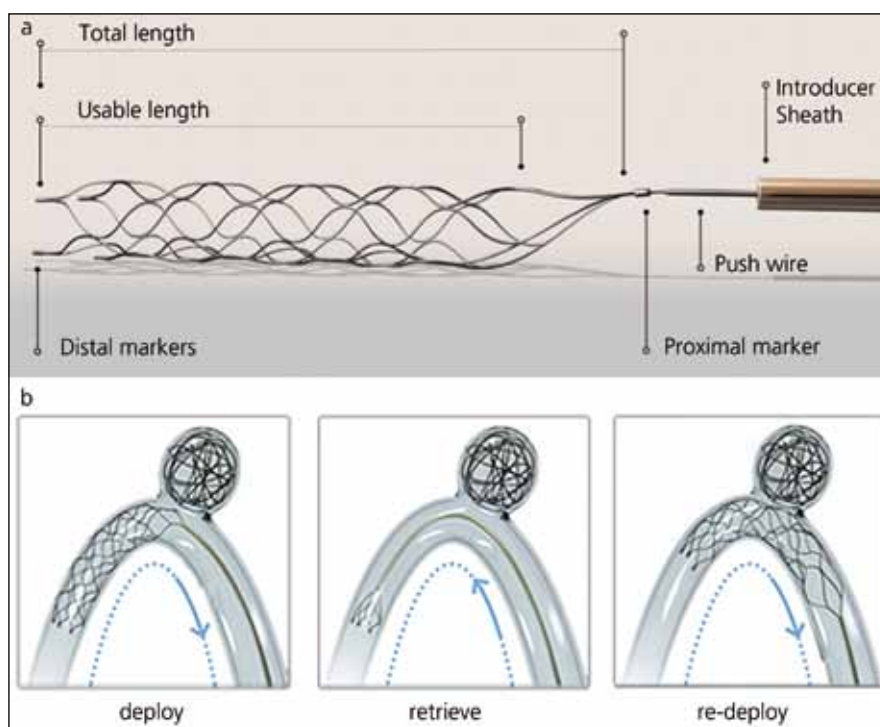 a
Total length
Usable length
Introducer
Sheath
Push wire
Distal markers
Proximal marker
b
deploy
retrieve
re-deploy